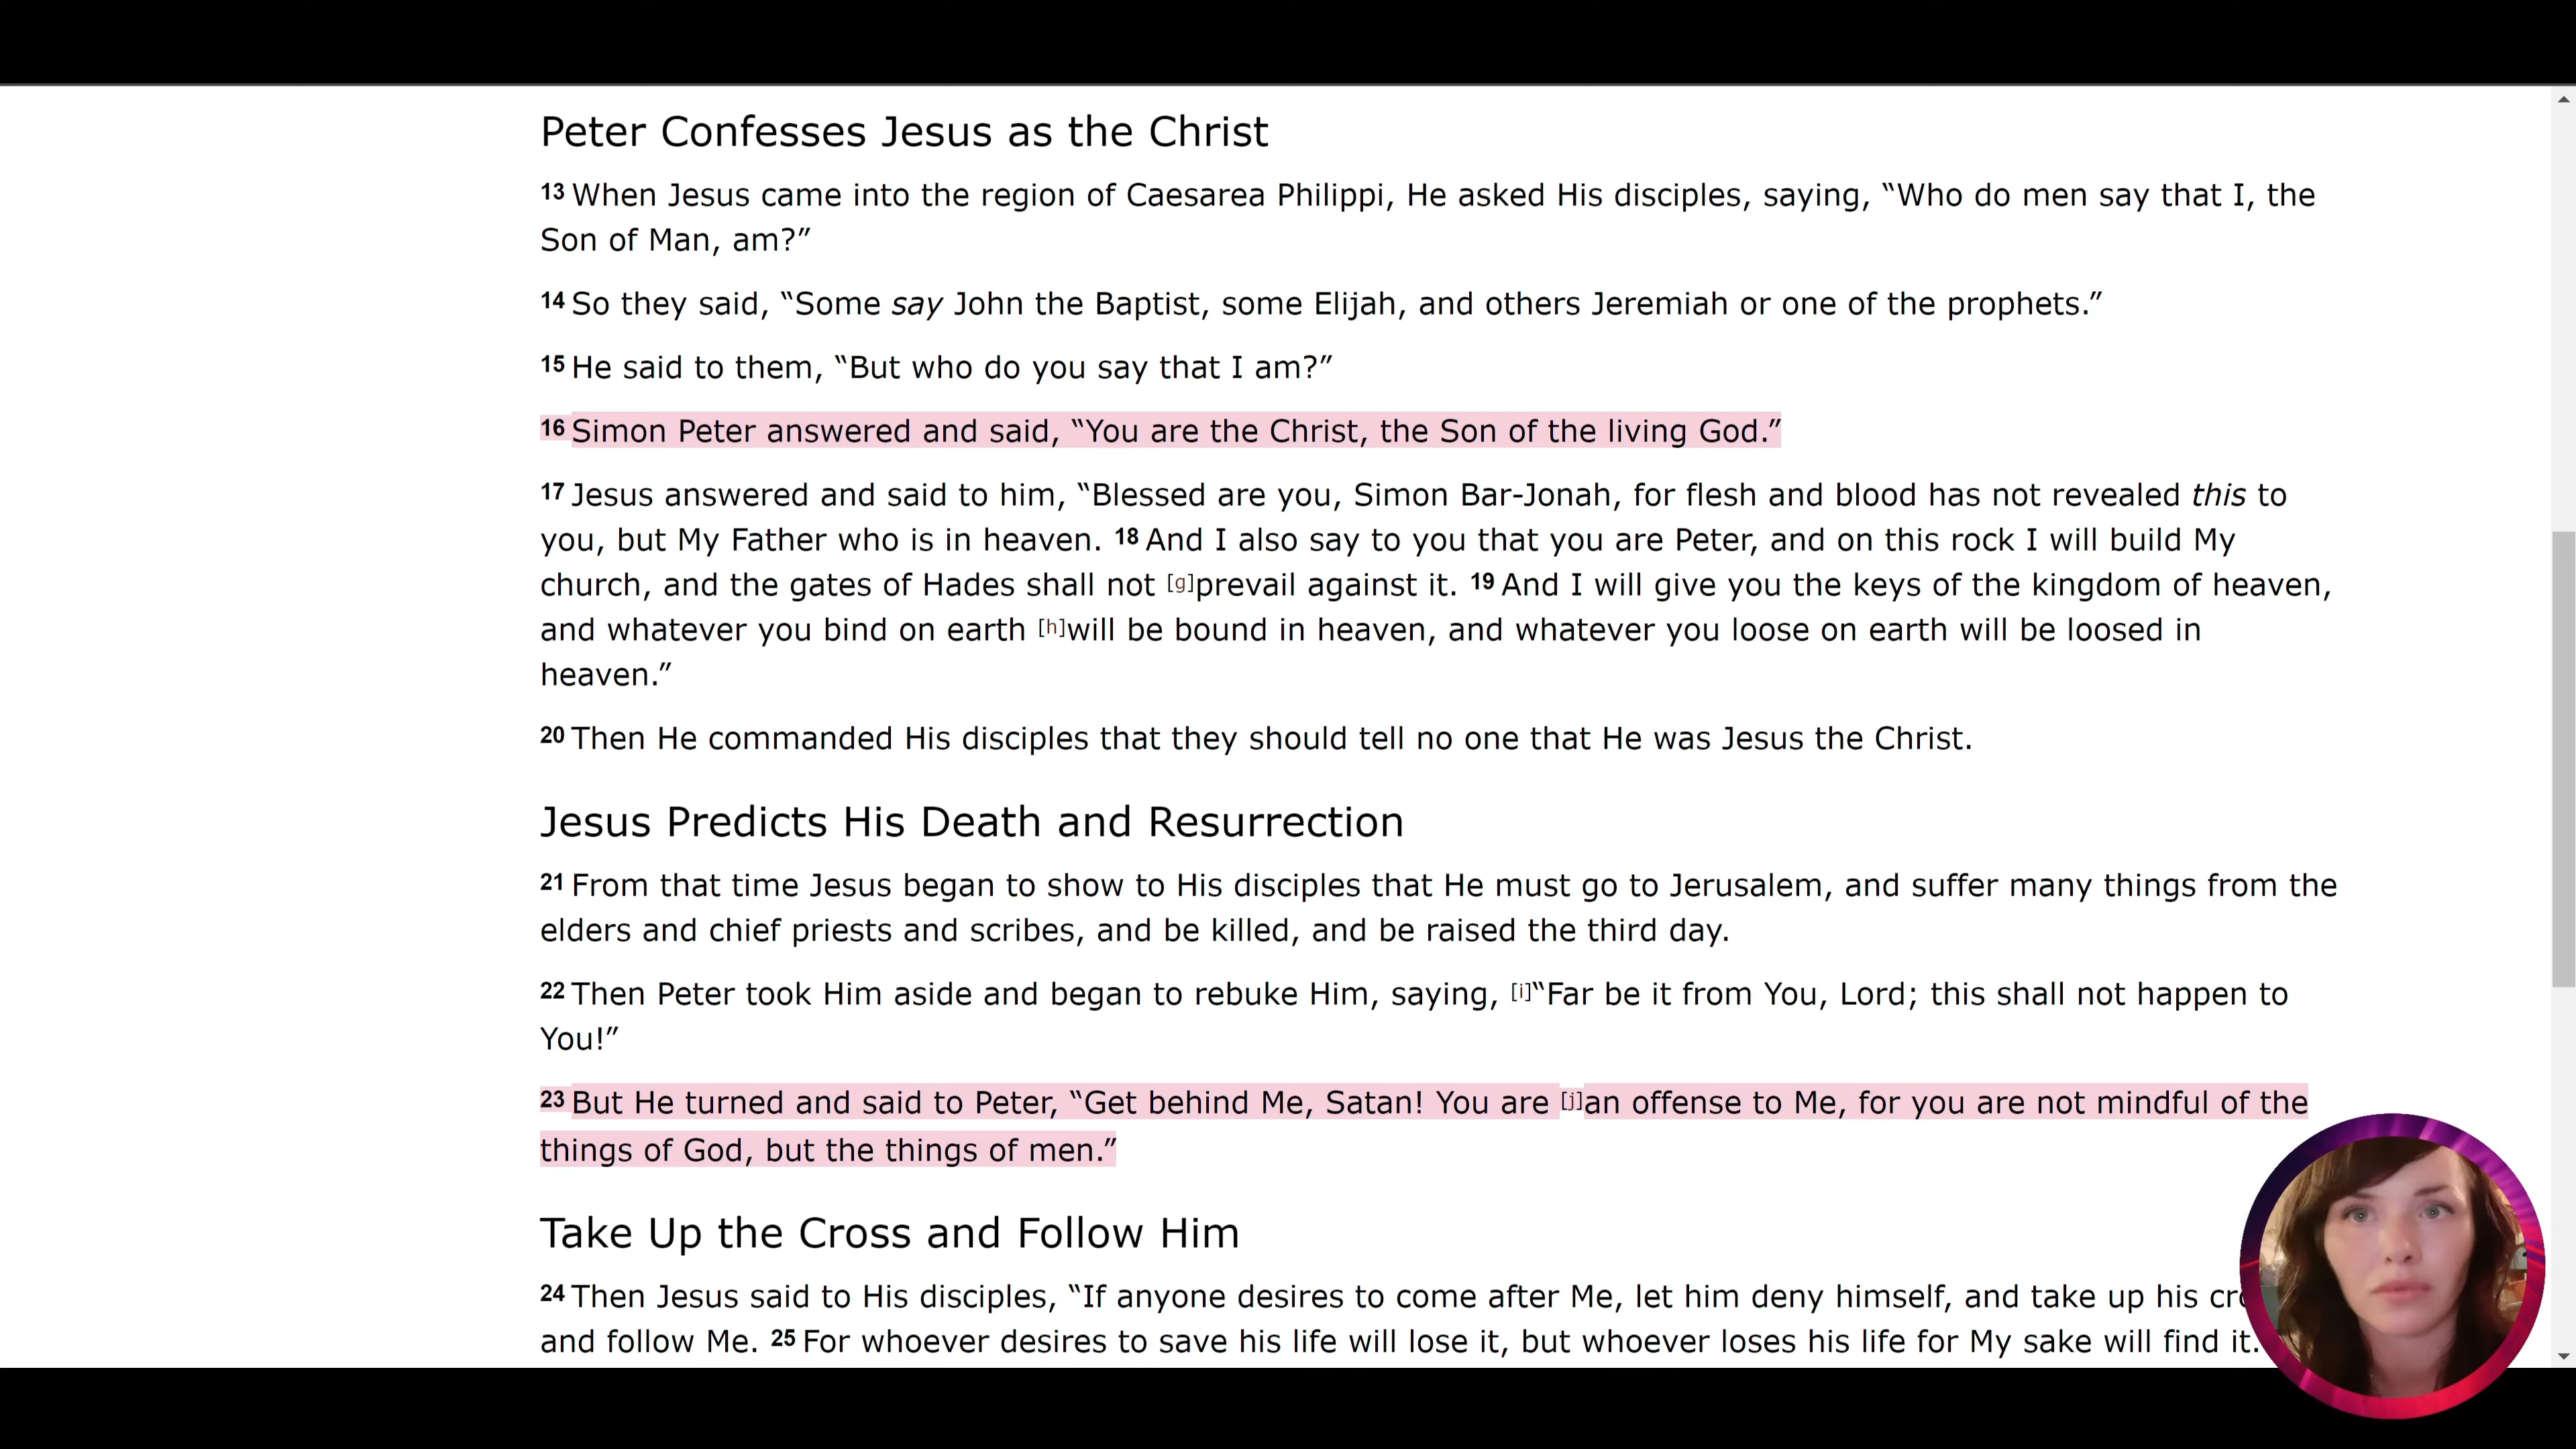 Peter Confesses Jesus as the Christ
13 When Jesus came into the region of Caesarea Philippi, He asked His disciples, saying, “Who do men say that I, the
Son of Man, am?”
14 So they said, “Some say John the Baptist, some Elijah, and others Jeremiah or one of the prophets.”
15 He said to them, “But who do you say that I am?”
16 Simon Peter answered and said, “You are the Christ, the Son of the living God.”
17 Jesus answered and said to him, “Blessed are you, Simon Bar-Jonah, for flesh and blood has not revealed this to
you, but My Father who is in heaven. 18 And I also say to you that you are Peter, and on this rock I will build My
church, and the gates of Hades shall not [g]prevail against it. 19 And I will give you the keys of the kingdom of heaven,
and whatever you bind on earth [h]will be bound in heaven, and whatever you loose on earth will be loosed in
heaven.”
20 Then He commanded His disciples that they should tell no one that He was Jesus the Christ.
Jesus Predicts His Death and Resurrection
21 From that time Jesus began to show to His disciples that He must go to Jerusalem, and suffer many things from the
elders and chief priests and scribes, and be killed, and be raised the third day.
22 Then Peter took Him aside and began to rebuke Him, saying, [i]“Far be it from You, Lord; this shall not happen to
You!”
23 But He turned and said to Peter, “Get behind Me, Satan! You are [j]an offense to Me, for you are not mindful of the
things of God, but the things of men.”
Take Up the Cross and Follow Him
24 Then Jesus said to His disciples, “If anyone desires to come after Me, let him deny himself, and take up his
and follow Me. 25 For whoever desires to save his life will lose it, but whoever loses his life for My sake will find it.